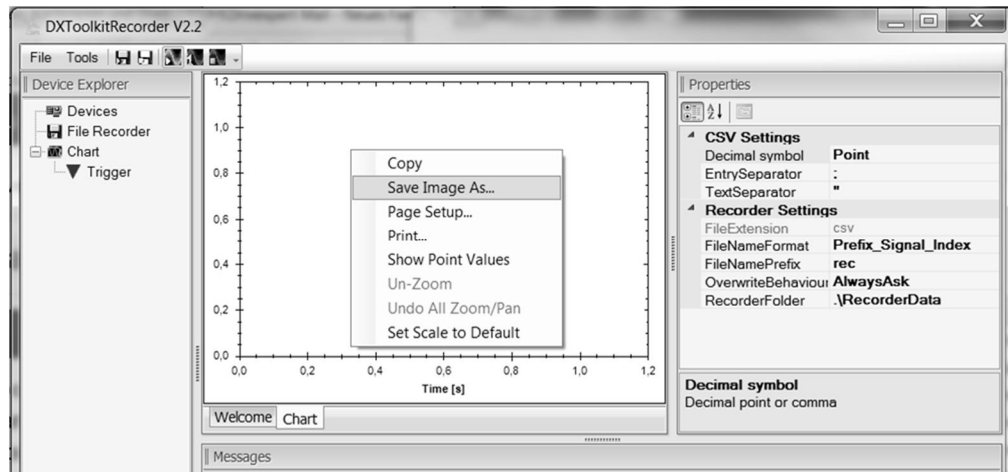 DXToolkitRecorder V2.2
File Tools
Device Explorer
Devices
File Recorder
Chart
Trigger
1,2
1,0
0,8
0,6
0,4
0,2
0,0
0,0 0,2 0,4 0,6 0,8 1,0 1,2
Time [s]
Copy
Save Image As...
Page Setup...
Print...
Show Point Values
Un-Zoom
Undo All Zoom/Pan
Set Scale to Default
Welcome Chart
Messages
Properties
CSV Settings
Decimal symbol Point
EntrySeparator ;
TextSeparator "
Recorder Settings
FileExtension csv
FileNameFormat Prefix_Signal_Index
FileNamePrefix rec
OverwriteBehaviour AlwaysAsk
RecorderFolder .\RecorderData
Decimal symbol
Decimal point or comma